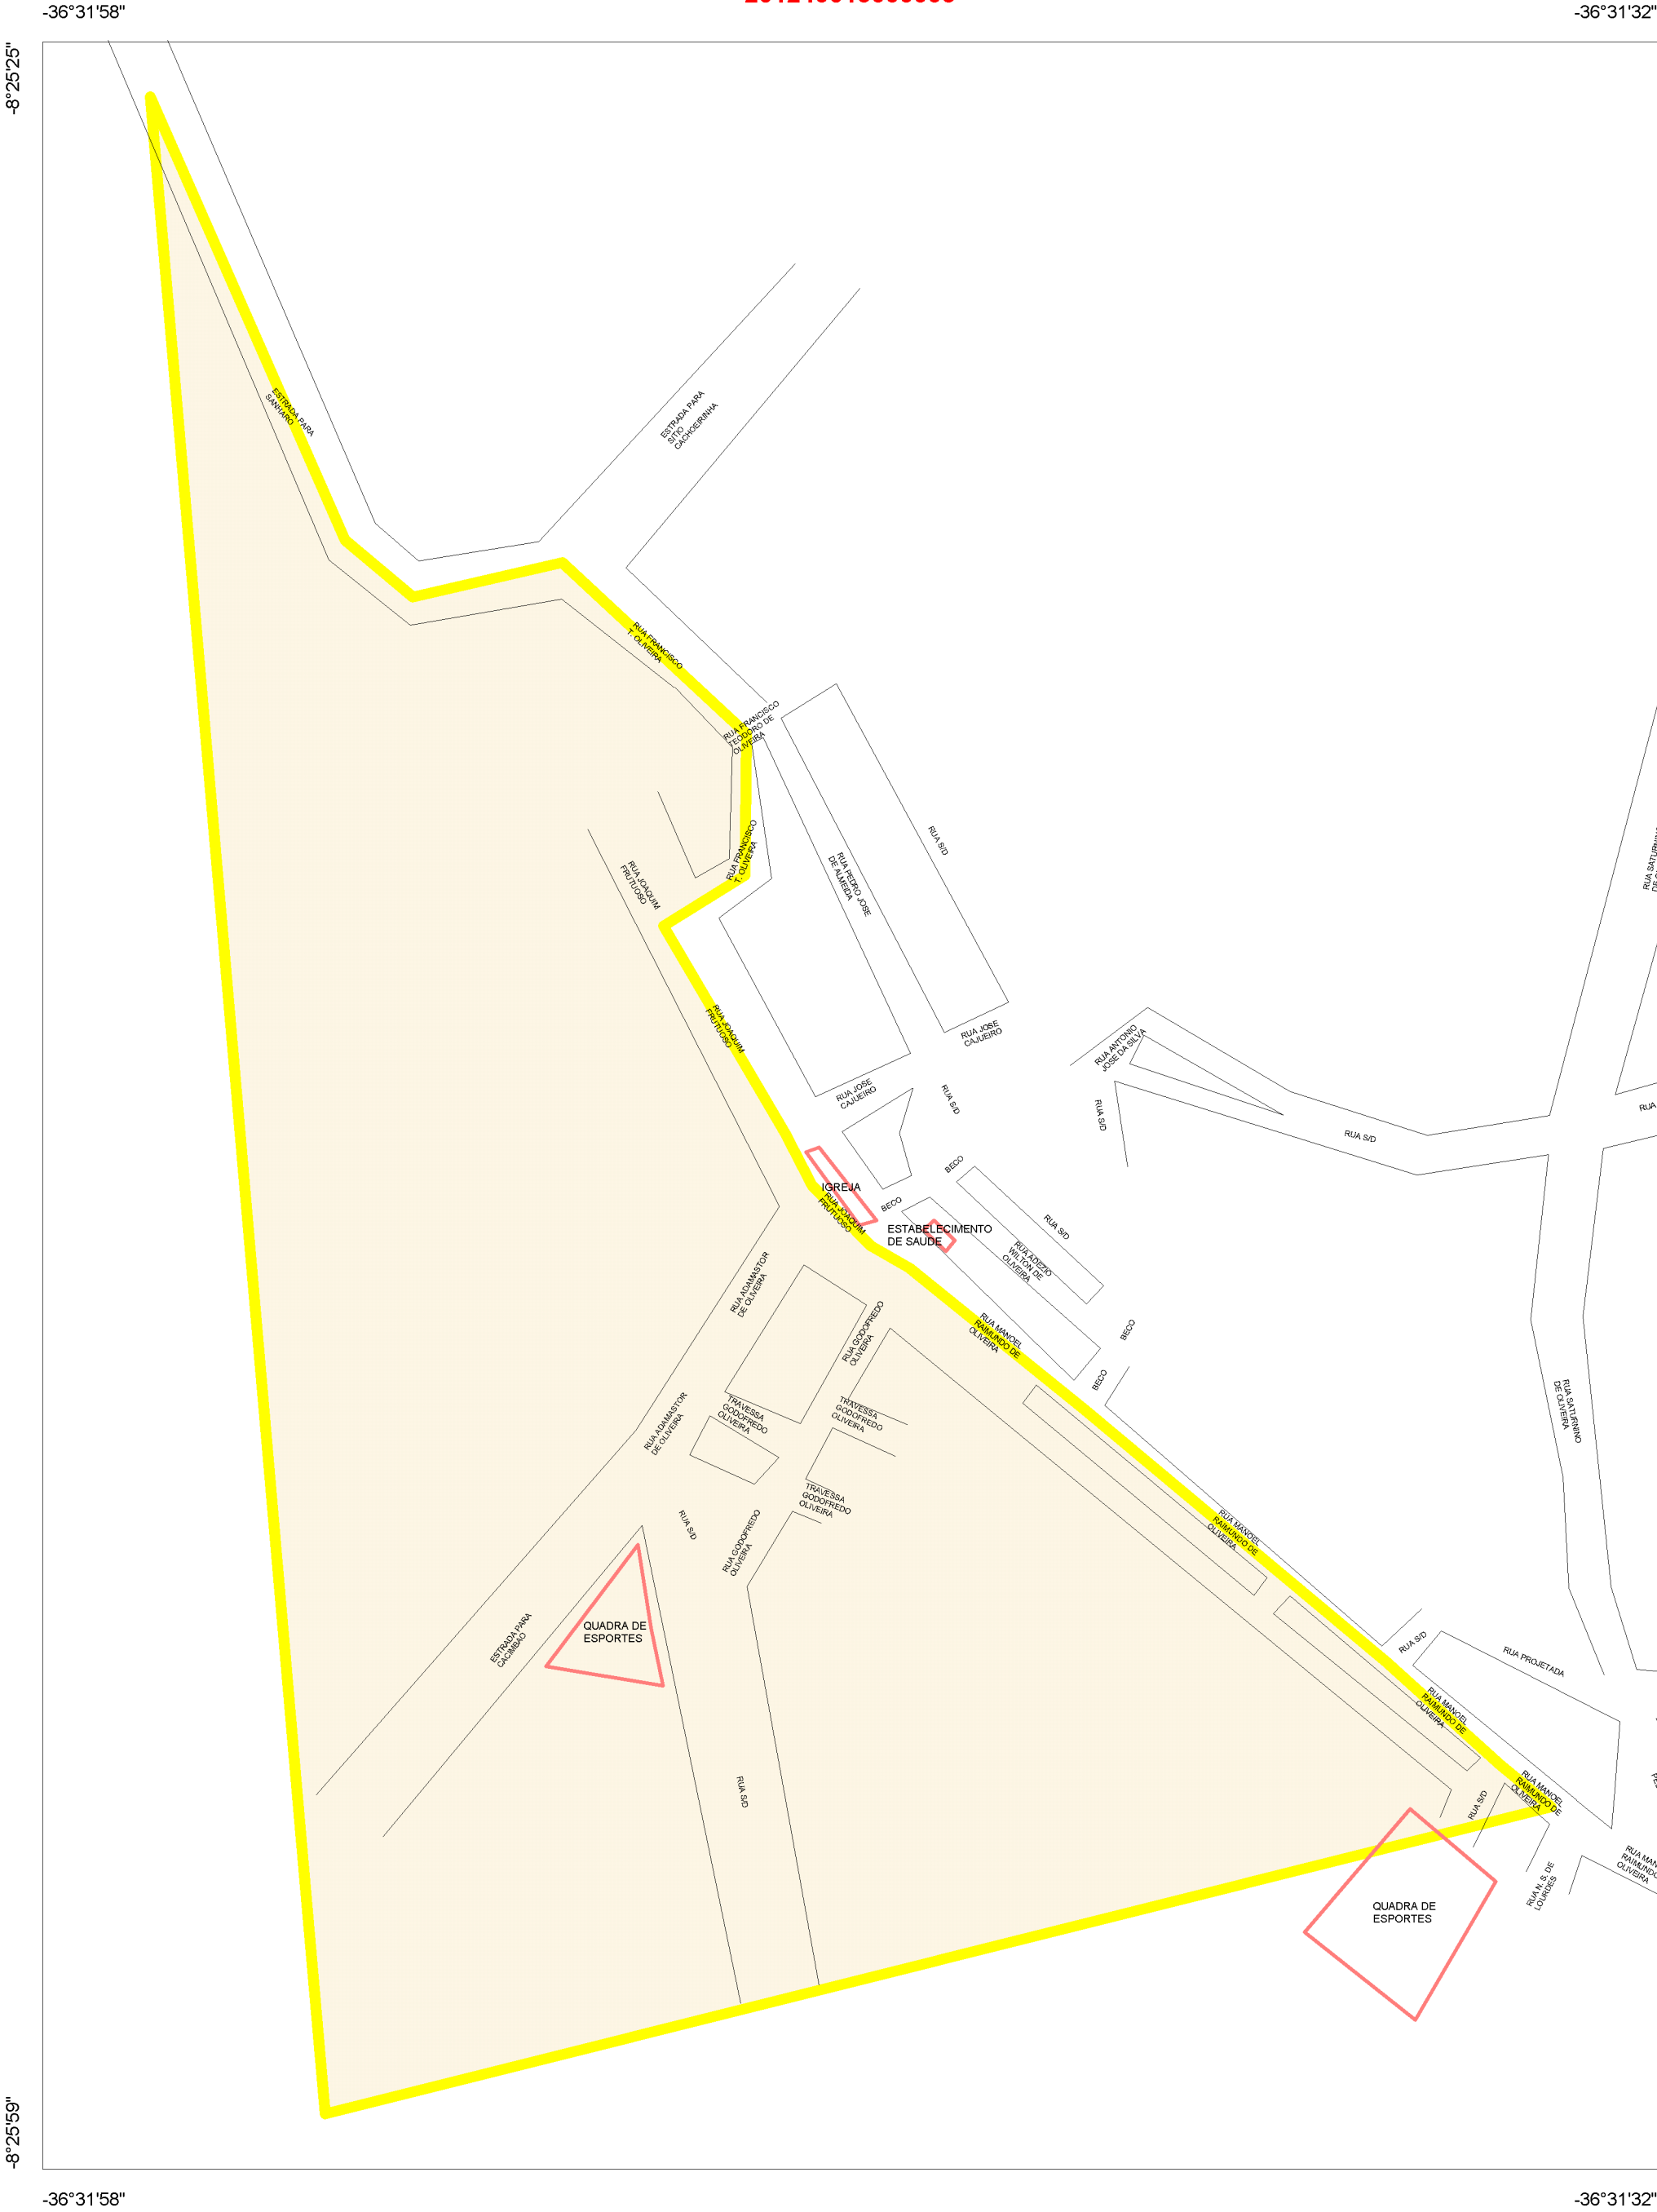 -36°31'58"
-36°31'32"
-8°25'25"
ESTRADA PARA
SANHARO
ESTRADA PARA
SITIO
CACHOEIRINHA
RUA FRANCISCO
T. OLIVEIRA
RUA FRANCISCO
TEODORO DE
OLIVEIRA
RUA FRANCISCO
T. OLIVEIRA
RUA JOAQUIM
FRUTUOSO
RUA PEDRO JOSE
DE ALMEIDA
RUA S/D
RUA JOAQUIM
FRUTUOSO
RUA JOSE
CAJUEIRO
RUA JOSE
CAJUEIRO
RUA S/D
RUA ANTONIO
JOSE DA SILVA
RUA S/D
RUA S/D
RUA
BECO
IGREJA
RUA JOAQUIM
FRUTUOSO
BECO
ESTABELECIMENTO
DE SAUDE
RUA S/D
RUA ADEZIO
WILTON DE
OLIVEIRA
RUA ADAMASTOR
DE OLIVEIRA
RUA GODOFREDO
OLIVEIRA
RUA MANOEL
RAIMUNDO DE
OLIVEIRA
BECO
BECO
RUA SATURNINO
DE OLIVEIRA
TRAVESSA
GODOFREDO
OLIVEIRA
TRAVESSA
GODOFREDO
OLIVEIRA
RUA ADAMASTOR
DE OLIVEIRA
TRAVESSA
GODOFREDO
OLIVEIRA
RUA S/D
RUA GODOFREDO
OLIVEIRA
RUA MANOEL
RAIMUNDO DE
OLIVEIRA
QUADRA DE
ESPORTES
ESTRADA PARA
CACIMBAO
RUA S/D
RUA PROJETADA
RUA MANOEL
RAIMUNDO DE
OLIVEIRA
RUA S/D
RUA S/D
RUA MANOEL
RAIMUNDO DE
OLIVEIRA
RUA N. S. DE
LOURDES
QUADRA DE
ESPORTES
OLIVEIRA
-8°25'59"
-36°31'58"
-36°31'32"